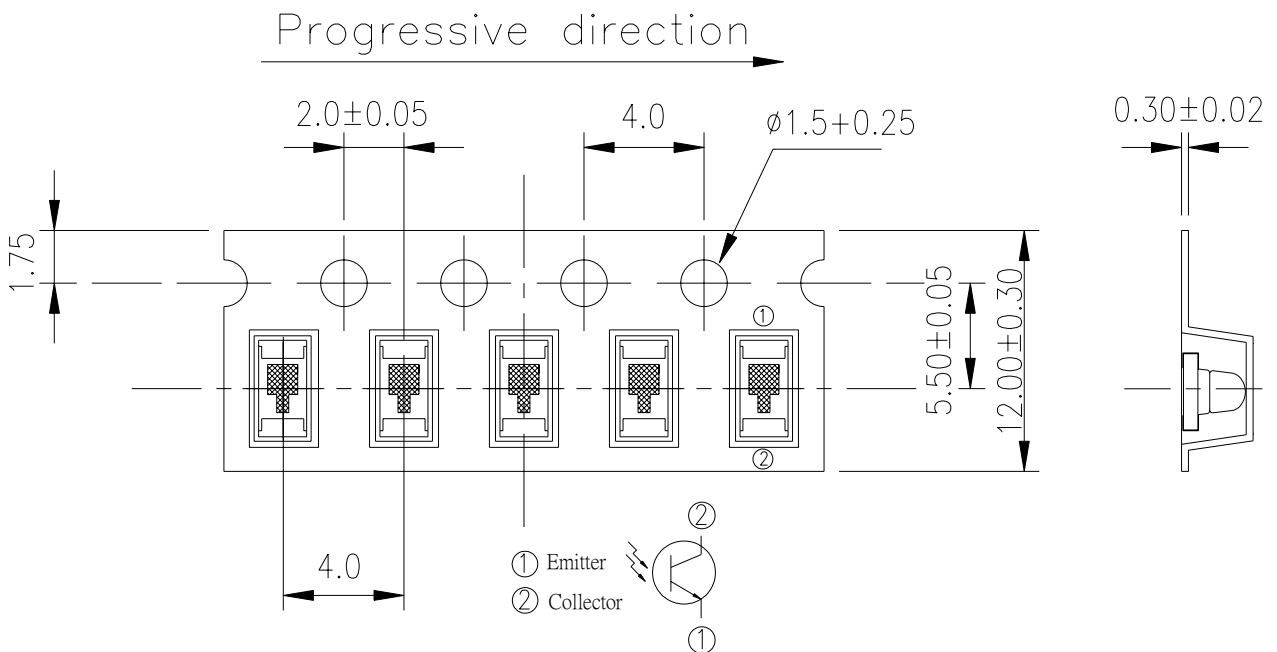 Progressive direction
2.0±0.05
4.0
ø1.5+0.25
0.30±0.02
1.75
①
5.50±0.05
12.00±0.30
②
4.0
① Emitter
② Collector
②
①